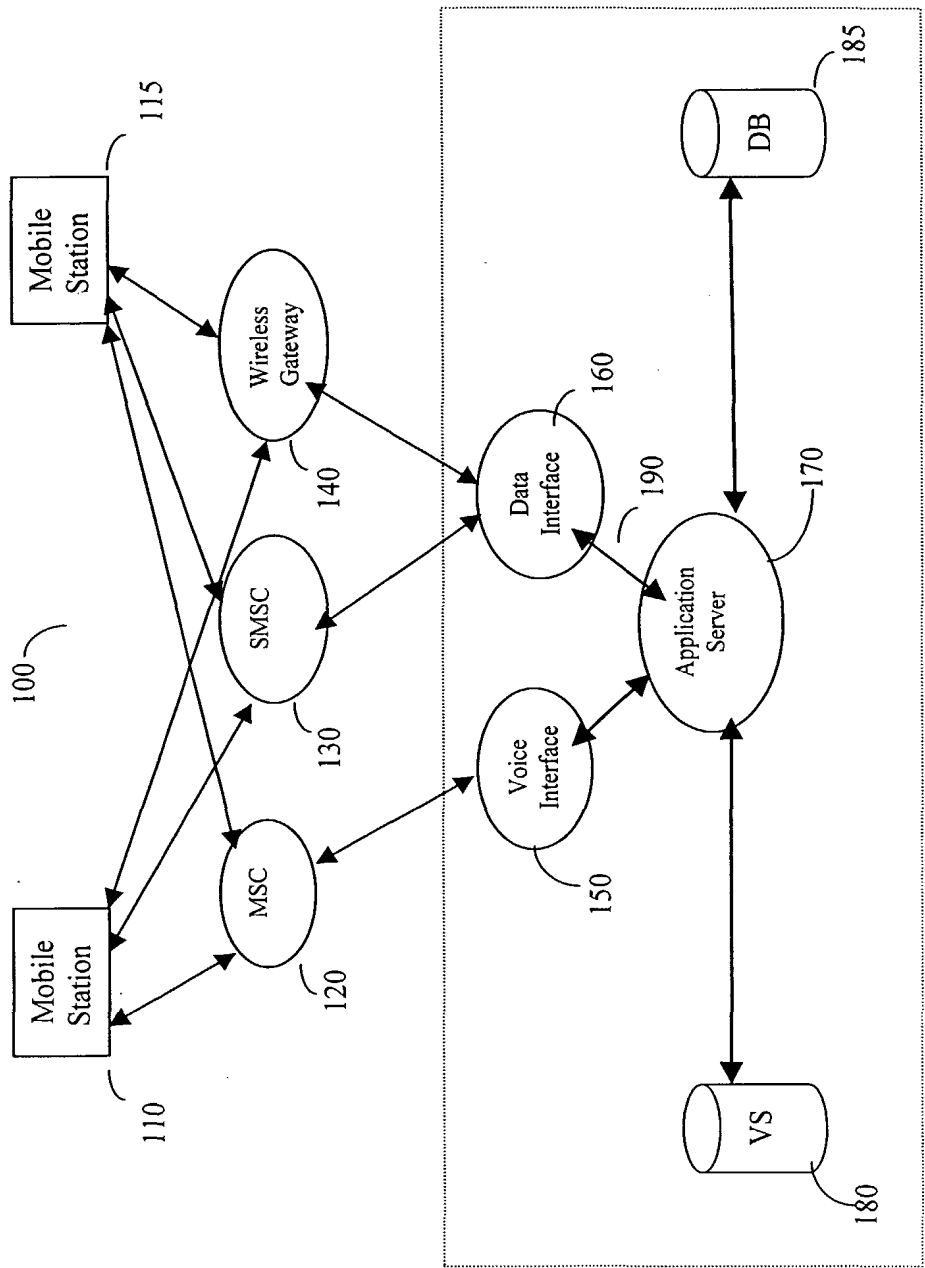 100
Mobile
Station
110
Mobile
Station
115
MSC
120
SMSC
130
Wireless
Gateway
140
Voice
Interface
150
Data
Interface
160
190
Application
Server
170
VS
180
DB
185